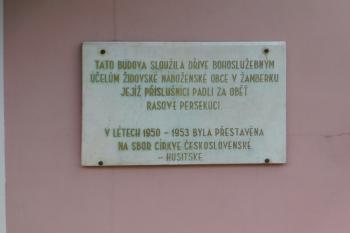 TATO BUDOVA SLOUŽILA DŘÍVE BOHOSLUŽEBNÝM
ÚČELŮM ŽIDOVSKÉ NÁBOŽENSKÉ OBCE V ŽAMBERKU
JEJÍŽ PŘÍSLUŠNÍCI PADLI ZA OBĚŤ
RASOVÉ PERSEKUCI.
V LÉTECH 1950 – 1953 BYLA PŘESTAVĚNA
NA SBOR CÍRKVE ČESKOSLOVENSKÉ
– HUSITSKÉ